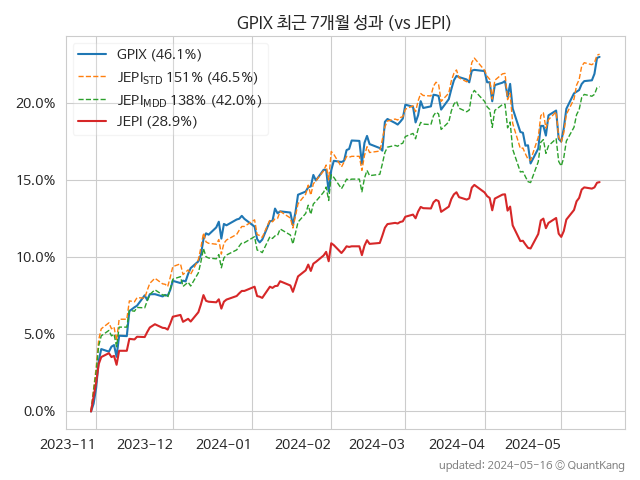 GPIX 최근 7개월 성과 (vs JEPI)
GPIX (46.1%)
JEPI_STD 151% (46.5%)
JEPI_MDD 138% (42.0%)
JEPI (28.9%)
20.0%
15.0%
10.0%
5.0%
0.0%
2023-11 2023-12 2024-01 2024-02 2024-03 2024-04 2024-05
updated: 2024-05-16 © QuantKang